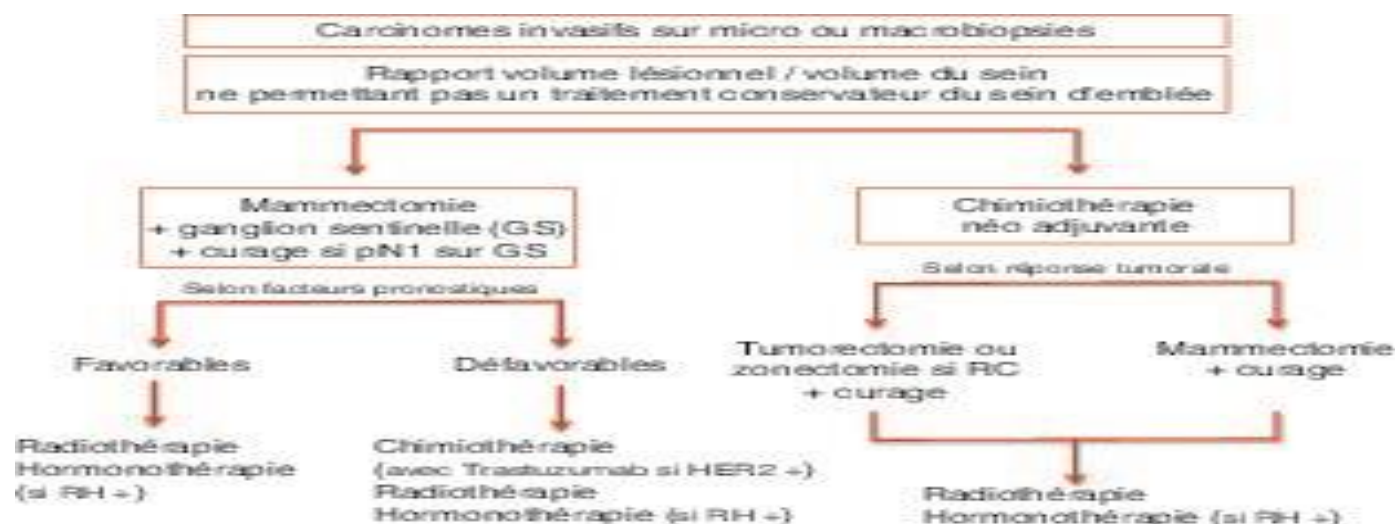 Carcinomes invasifs sur micro ou macrobiopsies
Rapport volume lésionnel / volume du sein
ne permettant pas un traitement conservateur du sein d'emblée
Mammectomie
+ ganglion sentinelle (GS)
+ curage si pN1 sur GS
Chimiothérapie
néo adjuvante
Selon facteurs pronostiques
Selon réponse tumorale
Favorables
Défavorables
Tumorectomie ou
zonectomie si RC
+ curage
Mammectomie
+ curage
Radiothérapie
Hormonothérapie
(si RH +)
Chimiothérapie
(avec Trastuzumab si HER2 +)
Radiothérapie
Hormonothérapie (si RH +)
Radiothérapie
Hormonothérapie (si RH +)